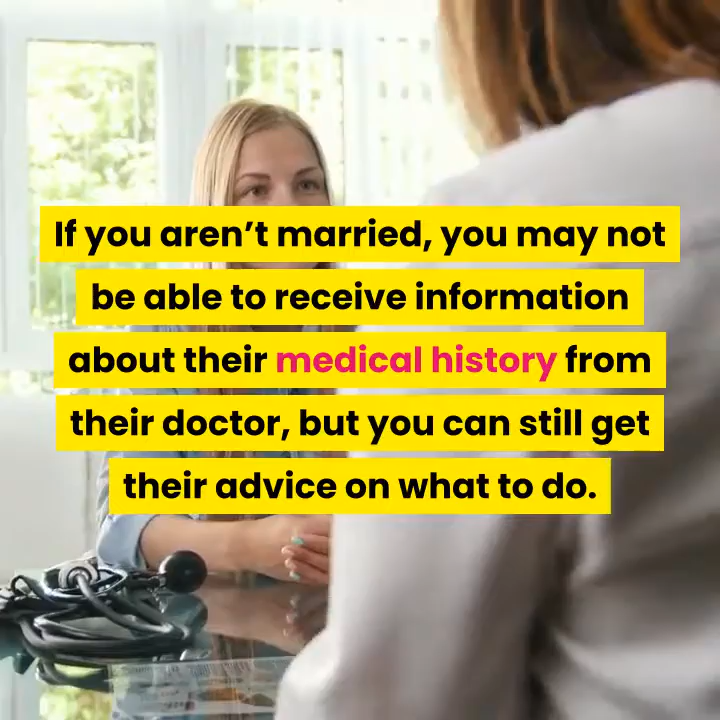 If you aren’t married, you may not
be able to receive information
about their medical history from
their doctor, but you can still get
their advice on what to do.